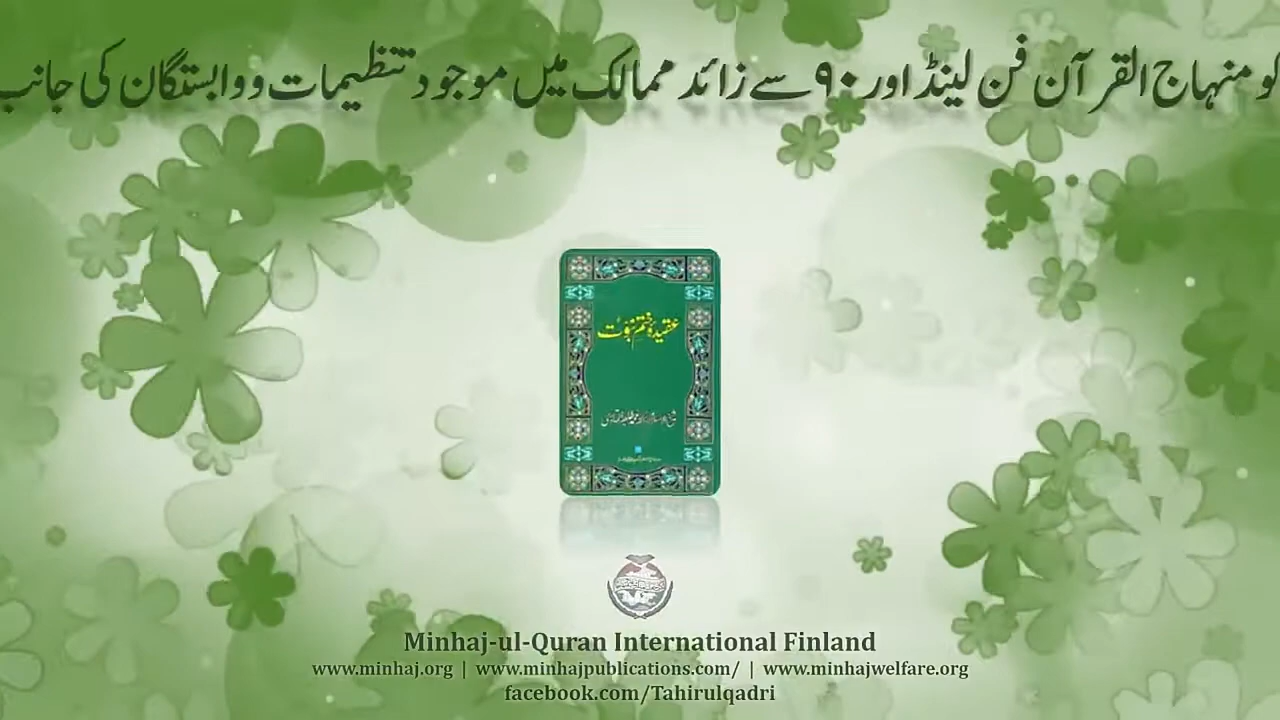 کو منہاج القرآن فن لینڈ اور ۹۰ سے زائد ممالک میں موجود تنظیمات و وابستگان کی جانب
عقیدۂ ختم نبوت
Minhaj-ul-Quran International Finland
www.minhaj.org | www.minhajpublications.com/ | www.minhajwelfare.org
facebook.com/Tahirulqadri